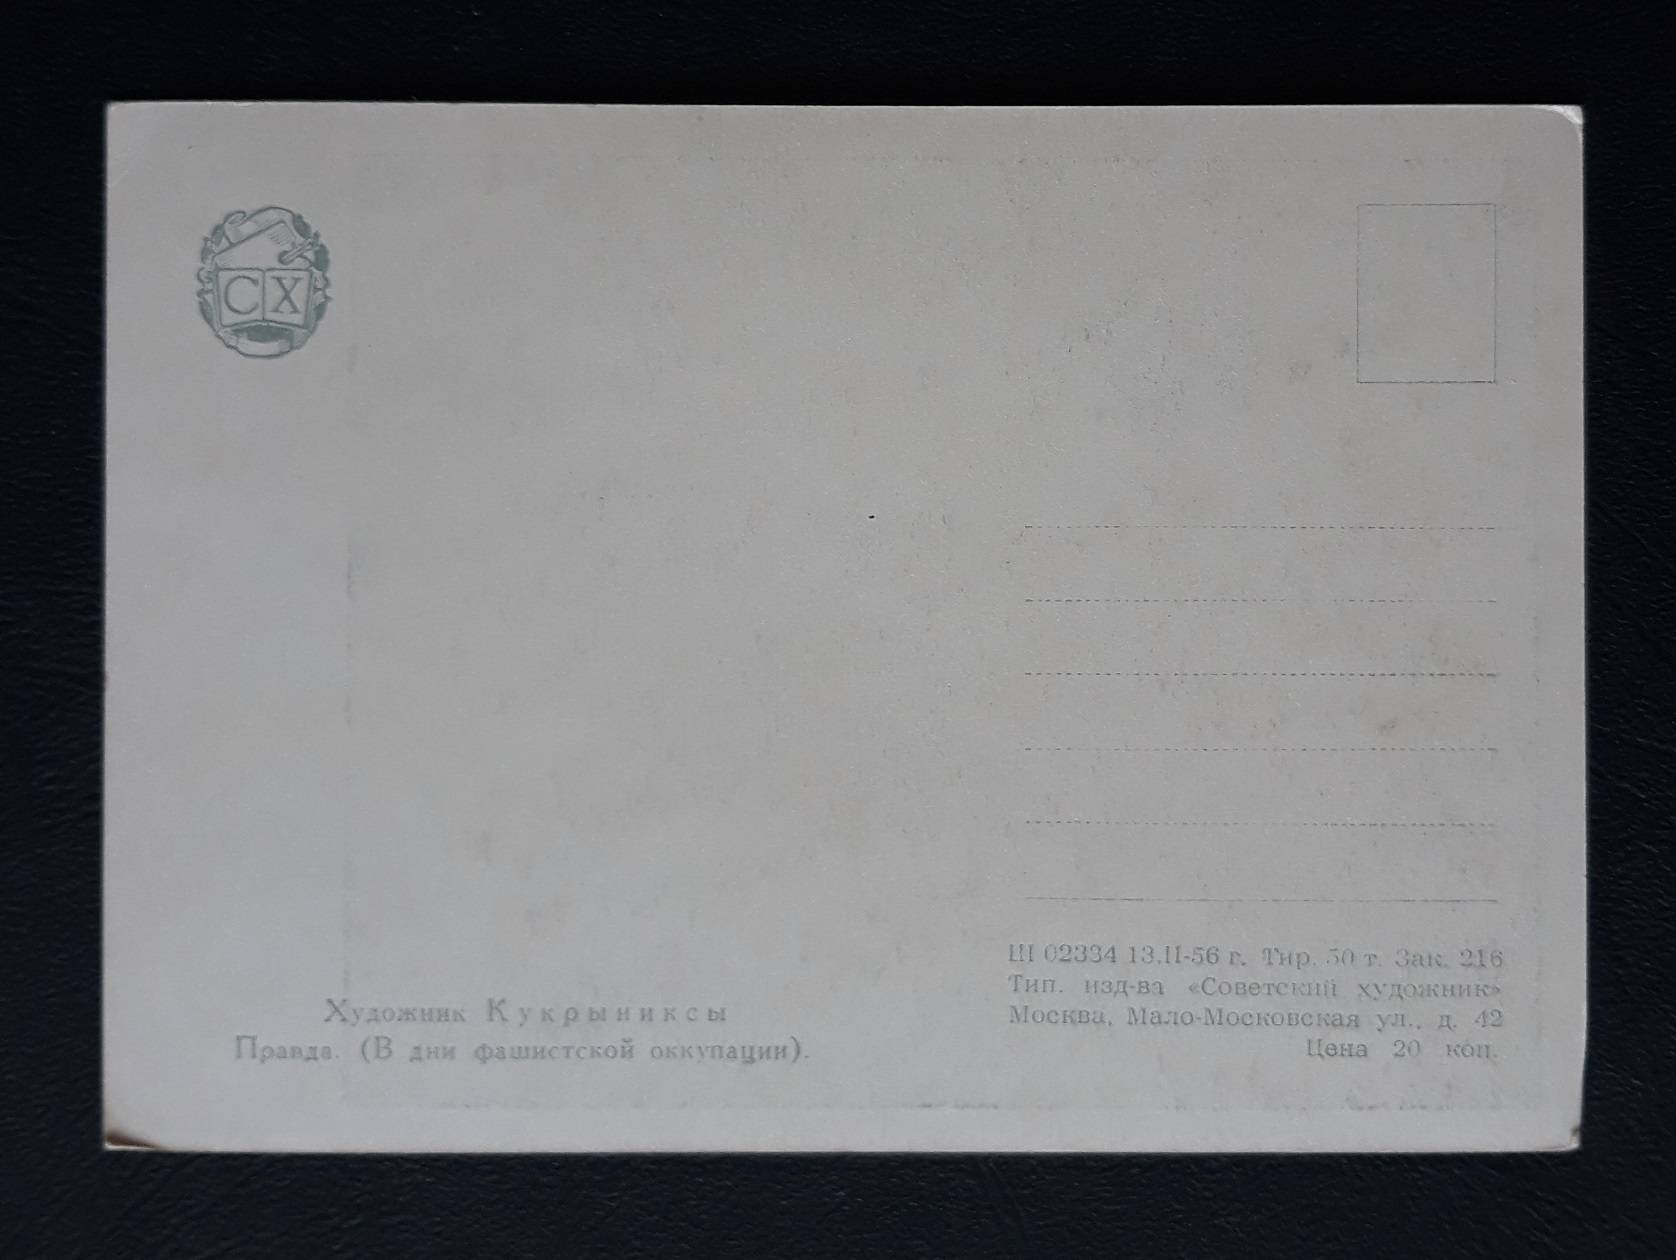 СХ
Художник Кукрыниксы
Правда. (В дни фашистской оккупации).
Ш 02334 13.II-56 г. Тир. 50 т. Зак. 216
Тип. изд-ва «Советский художник»
Москва, Мало-Московская ул., д. 42
Цена 20 коп.